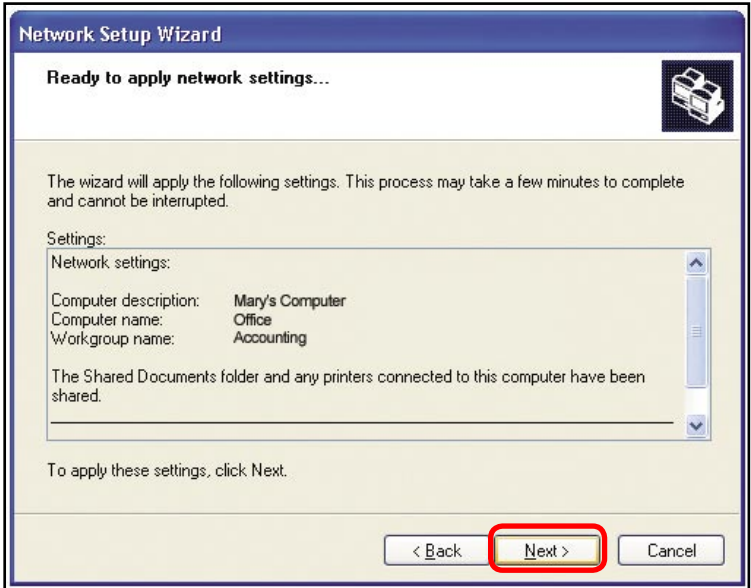 Network Setup Wizard
Ready to apply network settings...
The wizard will apply the following settings. This process may take a few minutes to complete
and cannot be interrupted.
Settings:
Network settings:
Computer description: Mary's Computer
Computer name: Office
Workgroup name: Accounting
The Shared Documents folder and any printers connected to this computer have been
shared.
To apply these settings, click Next.
< Back Next > Cancel